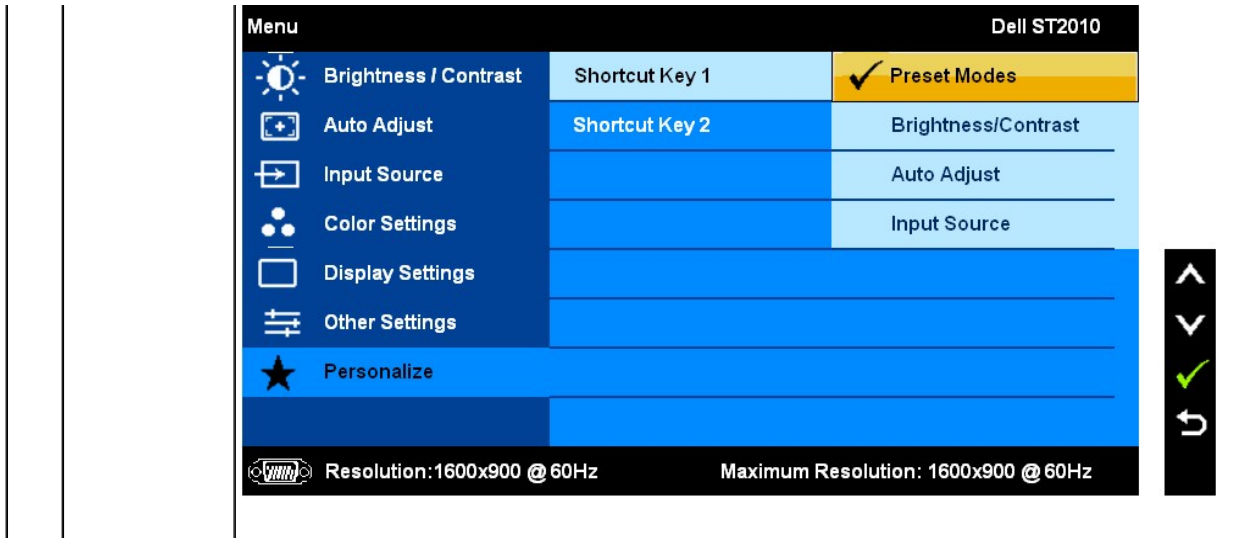 Menu Dell ST2010
Brightness / Contrast Shortcut Key 1 Preset Modes
Auto Adjust Shortcut Key 2 Brightness/Contrast
Input Source Auto Adjust
Color Settings Input Source
Display Settings
Other Settings
Personalize
Resolution:1600x900 @ 60Hz Maximum Resolution: 1600x900 @ 60Hz